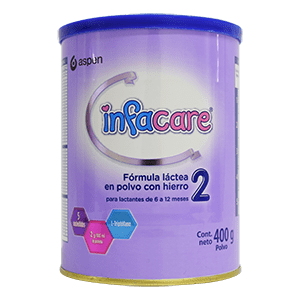 aspen
infacare
Fórmula láctea
en polvo con hierro
2
para lactantes de 6 a 12 meses
5
Cont.
neto 400 g
Polvo